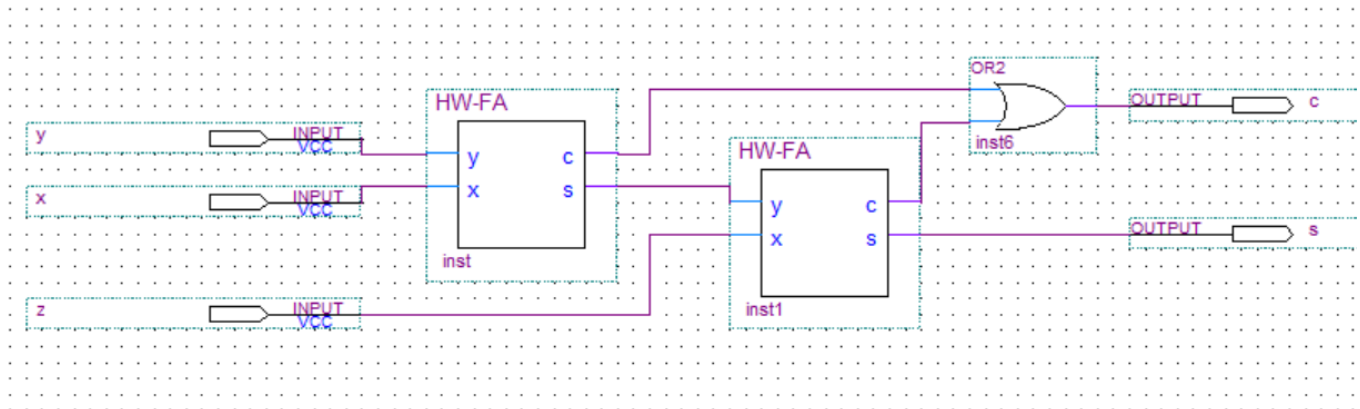 OR2
HW-FA
OUTPUT c
y INPUT
VCC
y c
HW-FA
inst6
x INPUT
VCC
x s
y c
OUTPUT s
inst
x s
z INPUT
VCC
inst1